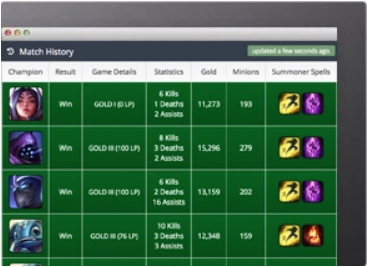 Match History
updated a few seconds ago.
Champion Result Game Details Statistics Gold Minions Summoner Spells
Win GOLD I (0 LP) 6 Kills 1 Deaths 2 Assists 11,273 193
Win GOLD III (100 LP) 8 Kills 3 Deaths 2 Assists 15,296 279
Win GOLD III (100 LP) 6 Kills 2 Deaths 16 Assists 13,159 202
Win GOLD III (76 LP) 10 Kills 3 Deaths 3 Assists 12,348 159